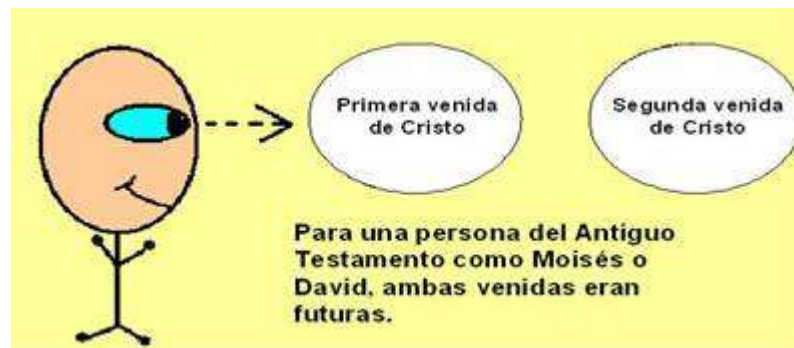 Primera venida
de Cristo
Segunda venida
de Cristo
Para una persona del Antiguo
Testamento como Moisés o
David, ambas venidas eran
futuras.